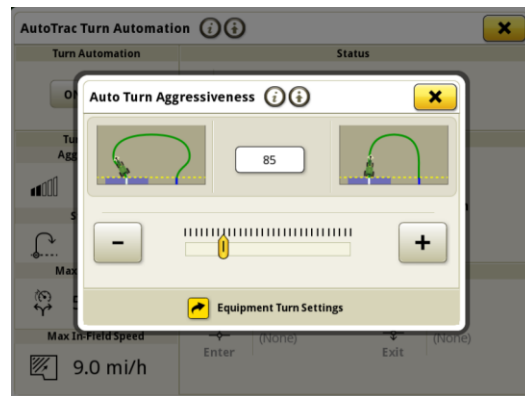 AutoTrac Turn Automation
Turn Automation
Status
Auto Turn Aggressiveness
85
Equipment Turn Settings
Max In-Field Speed
9.0 mi/h
(None)
Enter
(None)
Exit